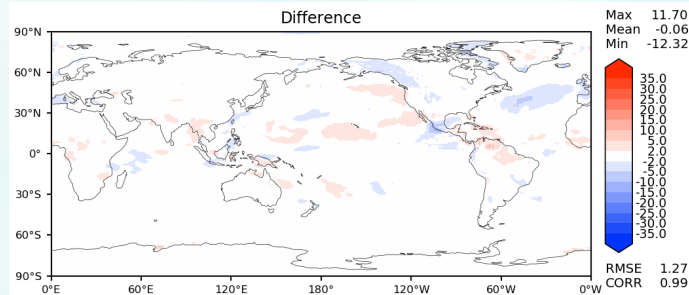 Difference
Max 11.70
Mean -0.06
Min -12.32
90°N
60°N
30°N
0°
30°S
60°S
90°S
0°E
60°E
120°E
180°E
120°W
60°W
0°W
35.0
30.0
25.0
20.0
15.0
10.0
5.0
2.0
-2.0
-5.0
-10.0
-15.0
-20.0
-25.0
-30.0
-35.0
RMSE 1.27
CORR 0.99